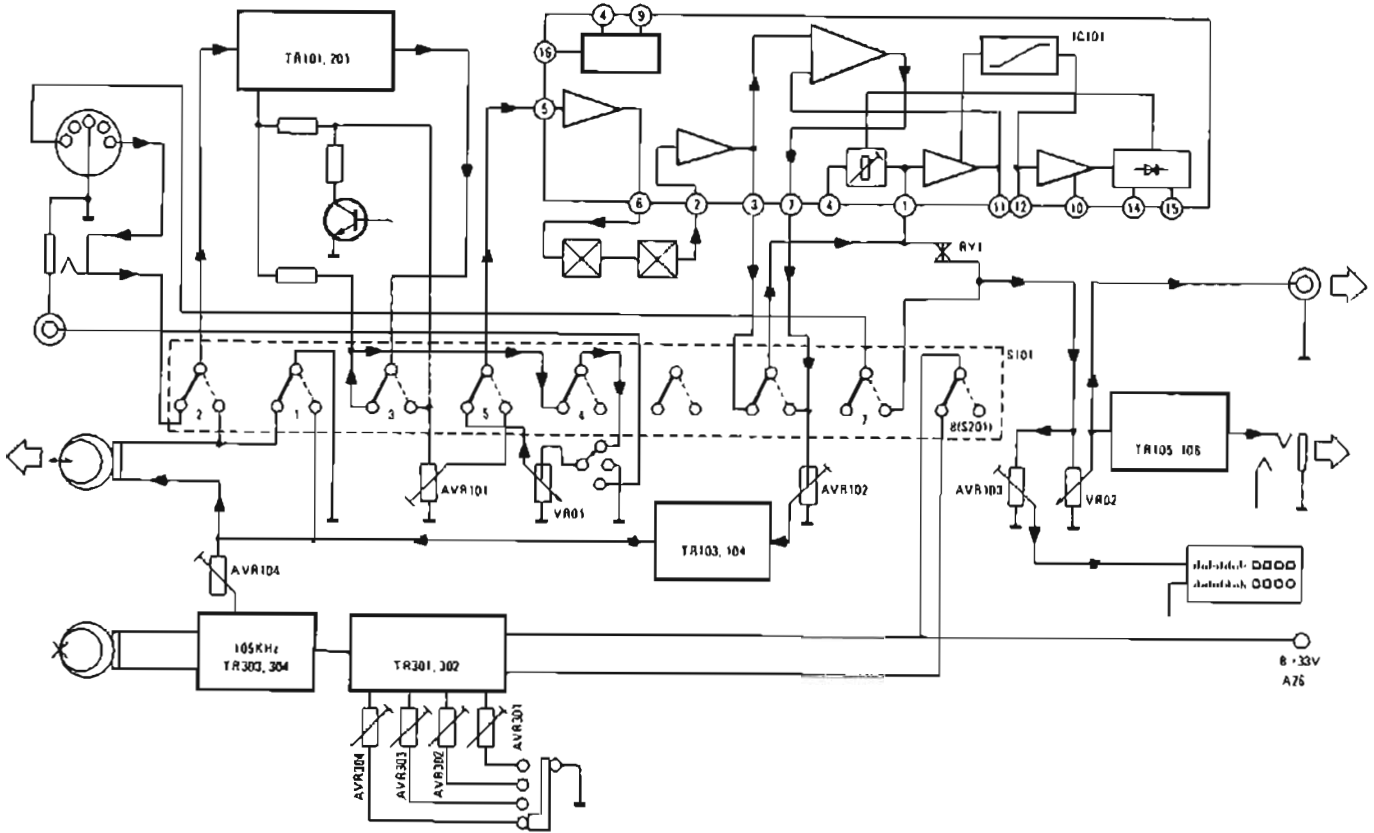 4 9
IC101
TR101, 201
16
5
6 2 3 7 4 1 11 12 10 14 15
RY1
S101
2 1 3 5 4 7 8(S201)
AVR101
VR01
AVR102
AVR103
VR02
TR105, 106
TR103, 104
AVR104
105KHz
TR303, 304
TR301, 302
B +33V
A26
AVR304
AVR303
AVR302
AVR301